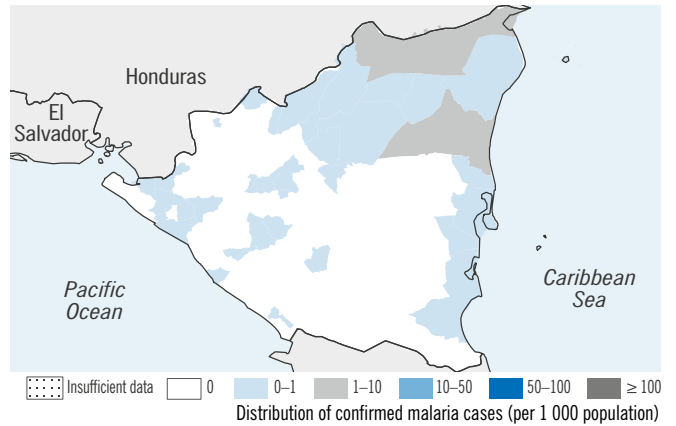 Honduras
El
Salvador
Pacific
Ocean
Caribbean
Sea
Insufficient data 0 0–1 1–10 10–50 50–100 ≥ 100
Distribution of confirmed malaria cases (per 1 000 population)